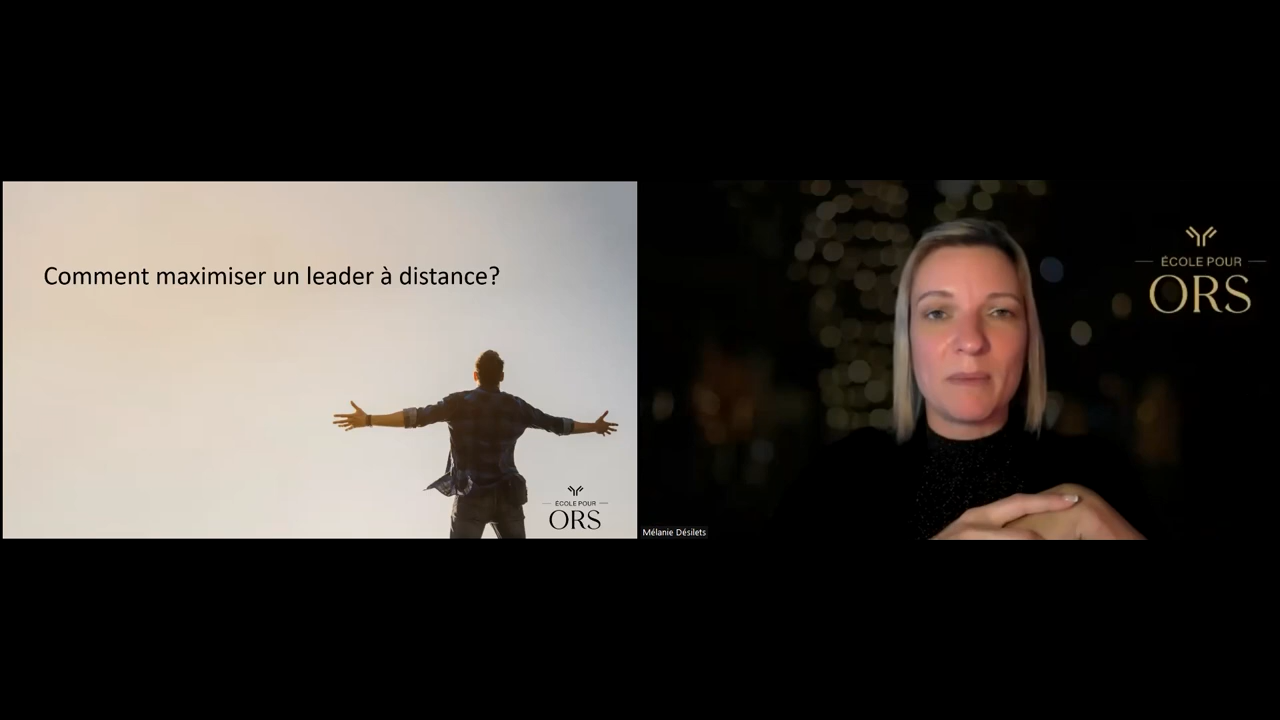 Comment maximiser un leader à distance?
ÉCOLE POUR
ORS
ÉCOLE POUR
ORS
Mélanie Désilets